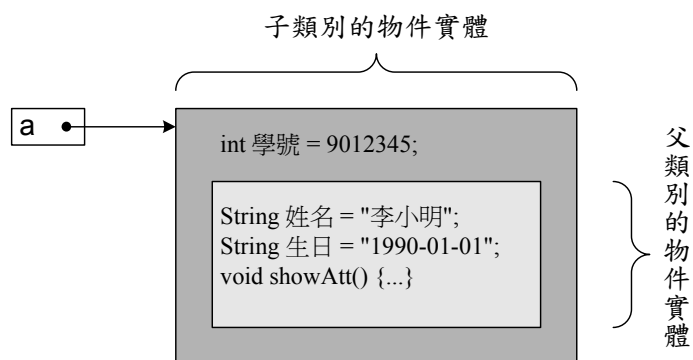 子類別的物件實體
a
int 學號 = 9012345;
String 姓名 = "李小明";
String 生日 = "1990-01-01";
void showAtt() {...}
父類別的物件實體